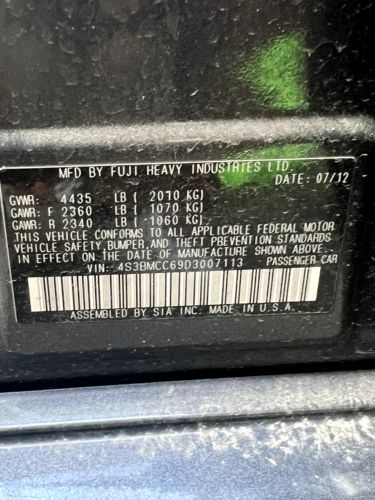 MFD BY FUJI HEAVY INDUSTRIES LTD.
DATE: 07/12
GVWR: 4435 LB ( 2010 KG)
GAWR: F 2360 LB ( 1070 KG)
GAWR: R 2340 LB ( 1060 KG)
THIS VEHICLE CONFORMS TO ALL APPLICABLE FEDERAL MOTOR
VEHICLE SAFETY, BUMPER, AND THEFT PREVENTION STANDARDS
IN EFFECT ON THE DATE OF MANUFACTURE SHOWN ABOVE.
VIN: 4S3BMCC69D3007113 PASSENGER CAR
ASSEMBLED BY SIA INC. MADE IN U.S.A.